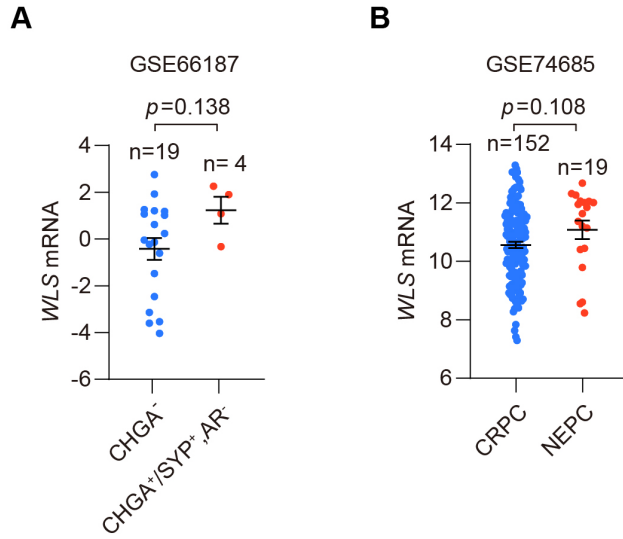 A
GSE66187
p=0.138
n=19
n= 4
4
2
0
-2
-4
-6
WLS mRNA
CHGA⁻
CHGA⁺/SYP⁺,AR⁻
B
GSE74685
p=0.108
n=152
n=19
14
12
10
8
6
WLS mRNA
CRPC
NEPC